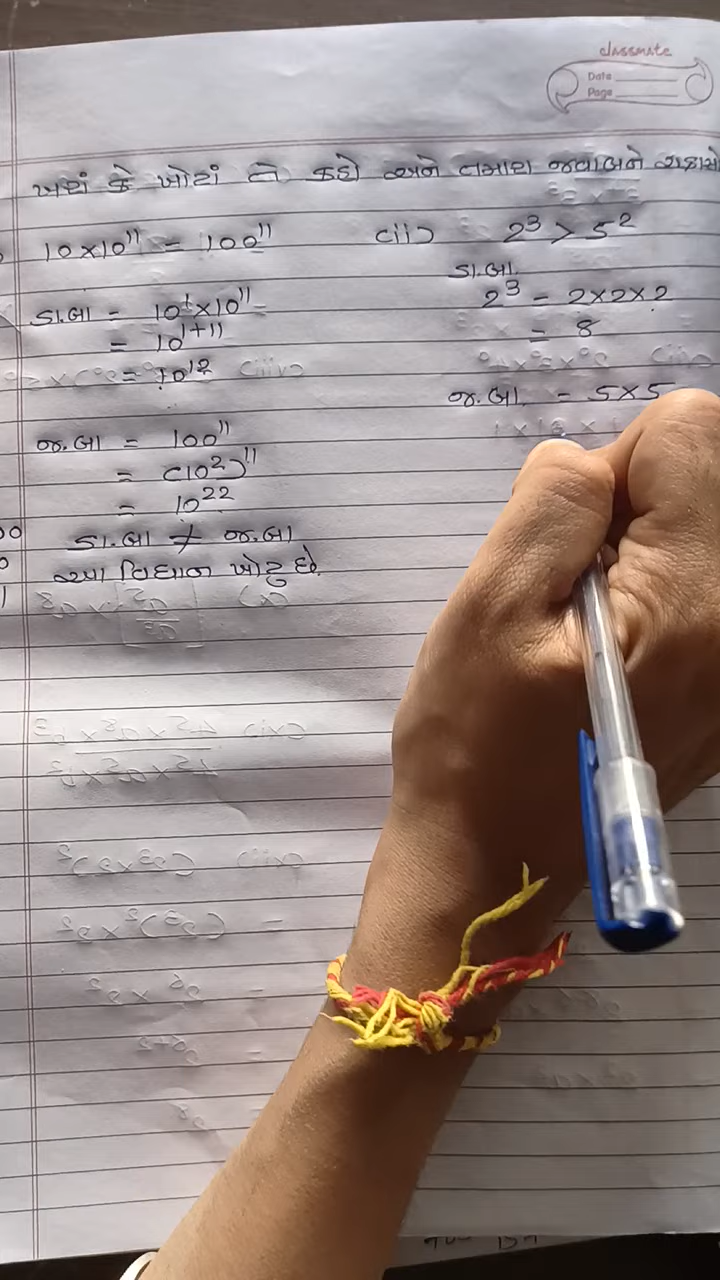 classmate
Date
Page
ખરાં કે ખોટાં તે કહો અને તમારા જવાબને
10×10¹¹ = 100¹¹
ડા.બા = 10¹×10¹¹
= 10¹⁺¹¹
= 10¹²
જ.બા = 100¹¹
= (10²)¹¹
= 10²²
ડા.બા ≠ જ.બા
આ વિધાન ખોટુ છે.
(ii) 2³ > 5²
ડા.બા.
2³ = 2×2×2
= 8
જ.બા. = 5×5